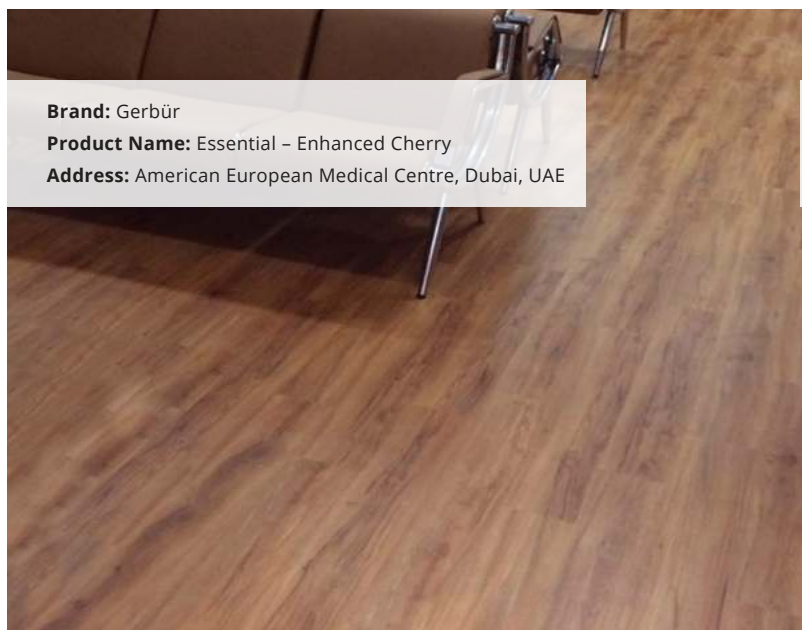 Brand: Gerbür
Product Name: Essential – Enhanced Cherry
Address: American European Medical Centre, Dubai, UAE